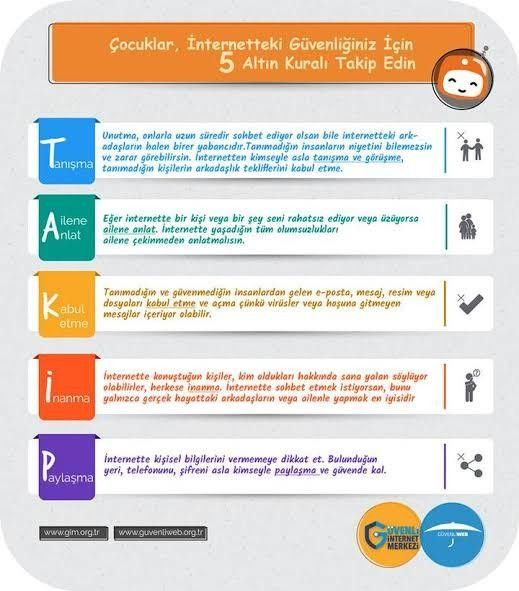 Çocuklar, İnternetteki Güvenliğiniz İçin
5 Altın Kuralı Takip Edin
Tanışma
Unutma, onlarla uzun süredir sohbet ediyor olsan bile internetteki ark-
adaşların halen birer yabancıdır.Tanımadığın insanların niyetini bilemezsin
ve zarar görebilirsin. İnternetten kimseyle asla tanışma ve görüşme,
tanımadığın kişilerin arkadaşlık tekliflerini kabul etme.
Ailene
Anlat
Eğer internette bir kişi veya bir şey seni rahatsız ediyor veya üzüyorsa
ailene anlat. İnternette yaşadığın tüm olumsuzlukları
ailene çekinmeden anlatmalısın.
Kabul
etme
Tanımadığın ve güvenmediğin insanlardan gelen e-posta, mesaj, resim veya
dosyaları kabul etme ve açma çünkü virüsler veya hoşuna gitmeyen
mesajlar içeriyor olabilir.
İnanma
İnternette konuştuğun kişiler, kim oldukları hakkında sana yalan söylüyor
olabilirler, herkese inanma. İnternette sohbet etmek istiyorsan, bunu
yalnızca gerçek hayattaki arkadaşların veya ailenle yapmak en iyisidir
Paylaşma
İnternette kişisel bilgilerini vermemeye dikkat et. Bulunduğun
yeri, telefonunu, şifreni asla kimseyle paylaşma ve güvende kal.
www.gim.org.tr
www.guvenliweb.org.tr
GÜVENLİ
İNTERNET
MERKEZİ
GÜVENLİWEB